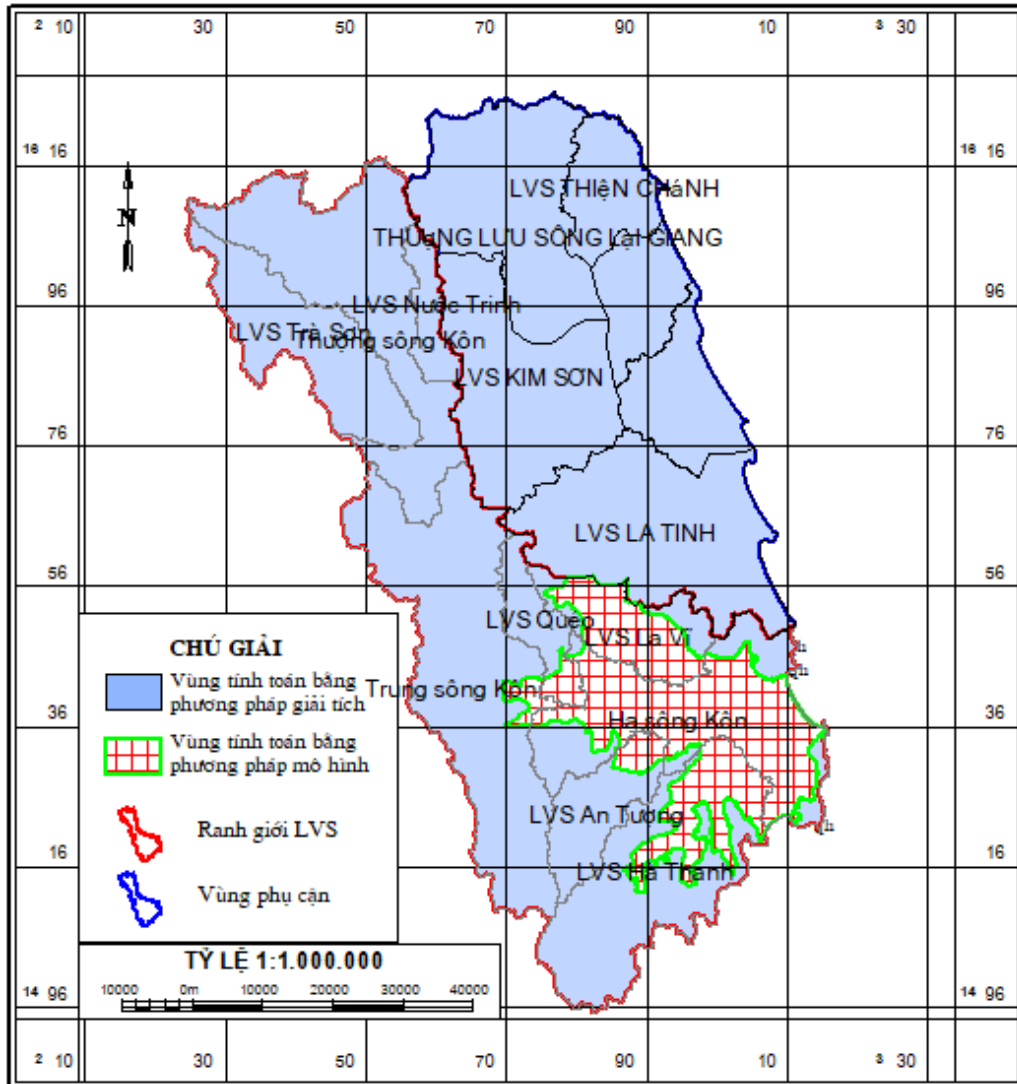 2 10 30 50 70 90 10 3 30
16 16 16 16
N
LVS THIệN CHáNH
THƯỢNG LƯU SÔNG LạI GIANG
96 96
LVS Nước Trinh
LVS Trà Sơn
Thượng sông Kôn
LVS KIM SƠN
76 76
LVS LA TINH
56 56
LVS Quéo
LVS La Vĩ
Trung sông Kôn
Hạ sông Kôn
36 36
LVS An Tượng
LVS Hà Thanh
16 16
CHÚ GIẢI
Vùng tính toán bằng
phương pháp giải tích
Vùng tính toán bằng
phương pháp mô hình
Ranh giới LVS
Vùng phụ cận
TỶ LỆ 1:1.000.000
10000 0m 10000 20000 30000 40000
14 96 14 96
2 10 30 50 70 90 10 3 30